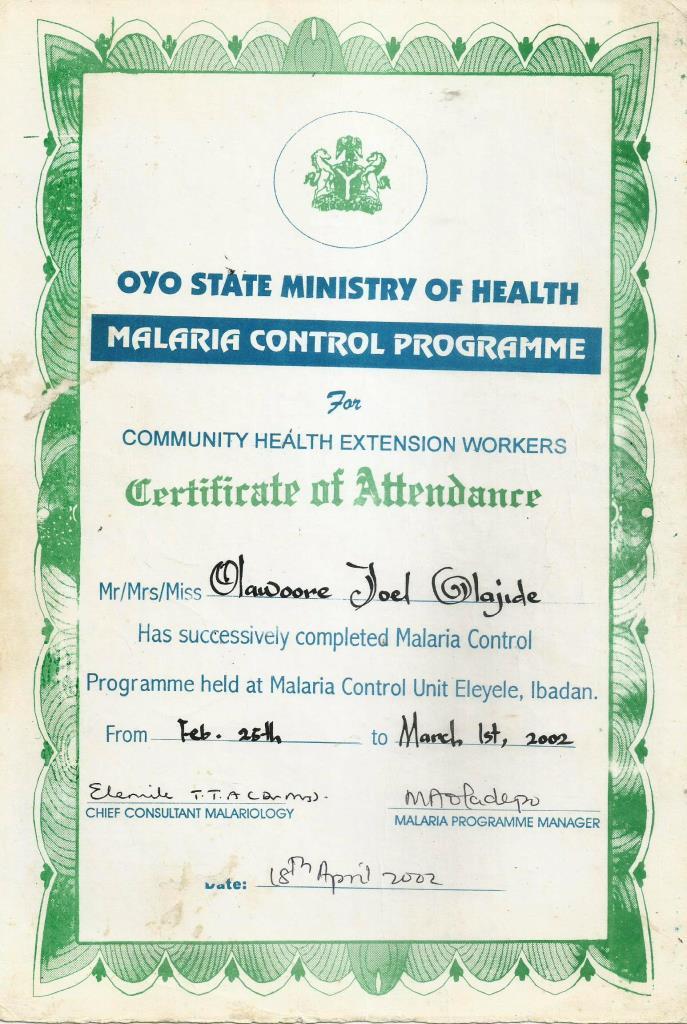 OYO STATE MINISTRY OF HEALTH
MALARIA CONTROL PROGRAMME
For
COMMUNITY HEALTH EXTENSION WORKERS
Certificate of Attendance
Mr/Mrs/Miss Olawoore Joel Olajide
Has successively completed Malaria Control
Programme held at Malaria Control Unit Eleyele, Ibadan.
From Feb. 25th to March 1st, 2002
Elemile T.T.A
CHIEF CONSULTANT MALARIOLOGY
MAOladepo
MALARIA PROGRAMME MANAGER
Date: 18th April 2002